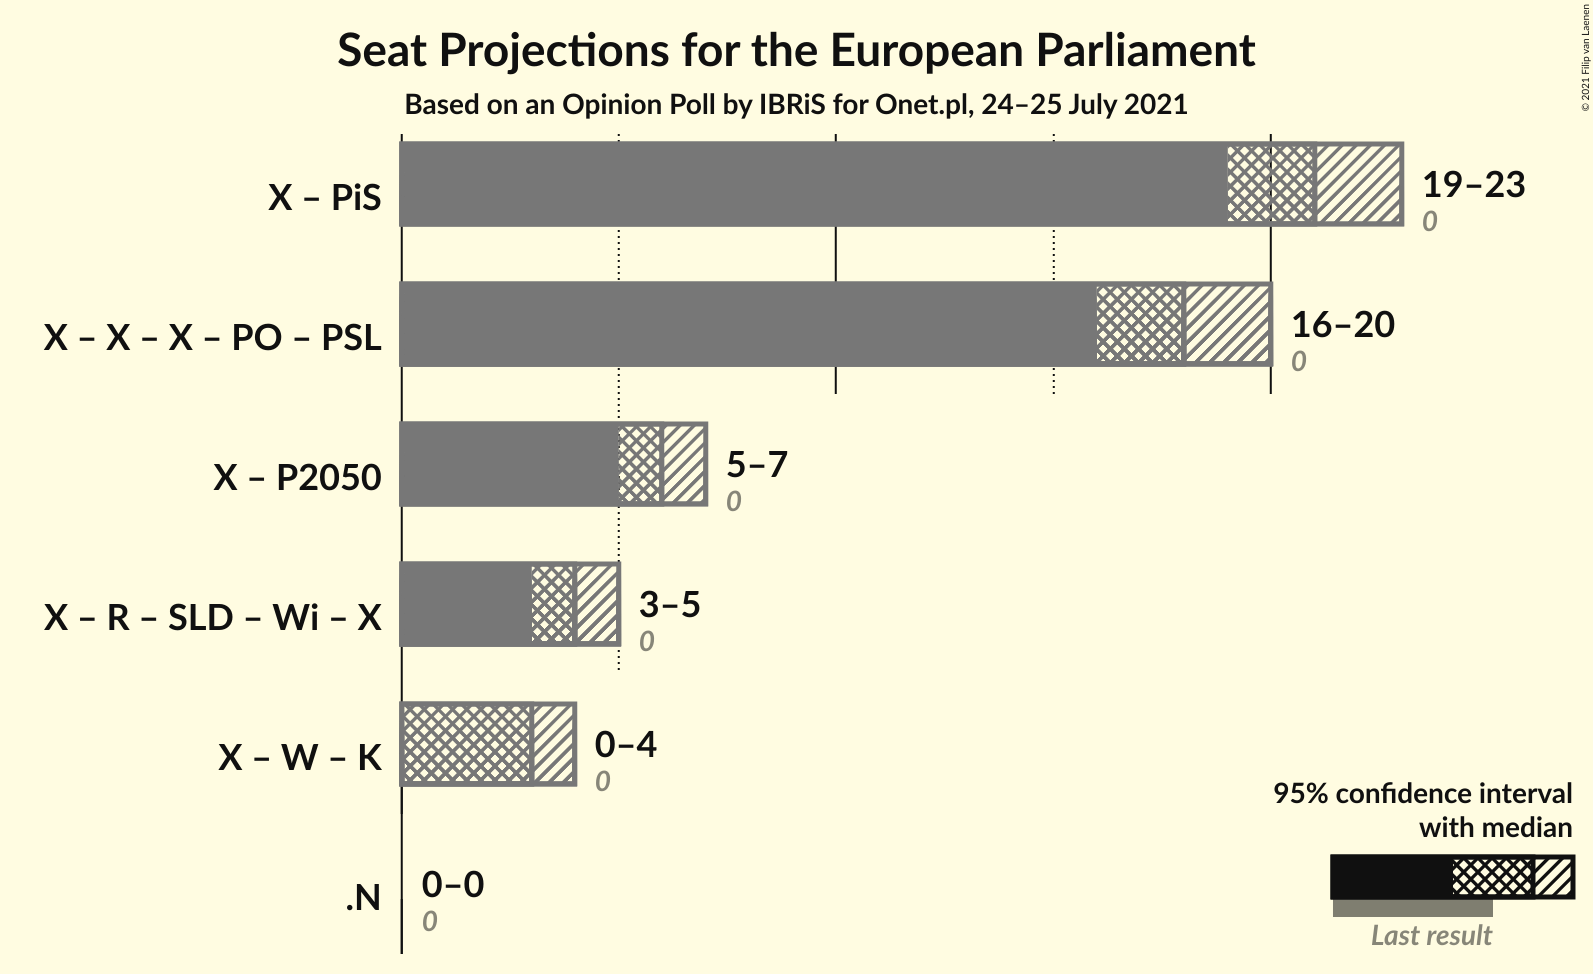 Seat Projections for the European Parliament
Based on an Opinion Poll by IBRiS for Onet.pl, 24–25 July 2021
© 2021 Filip van Laenen
X – PiS
19–23
0
X – X – X – PO – PSL
16–20
0
X – P2050
5–7
0
X – R – SLD – Wi – X
3–5
0
X – W – K
0–4
0
.N
0–0
0
95% confidence interval
with median
Last result